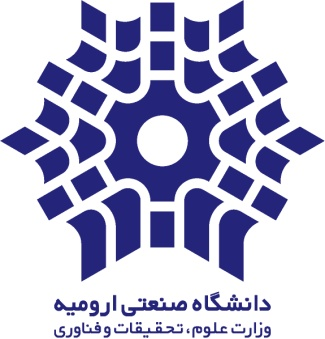 دانشگاه صنعتی ارومیه
وزارت علوم، تحقیقات و فناوری